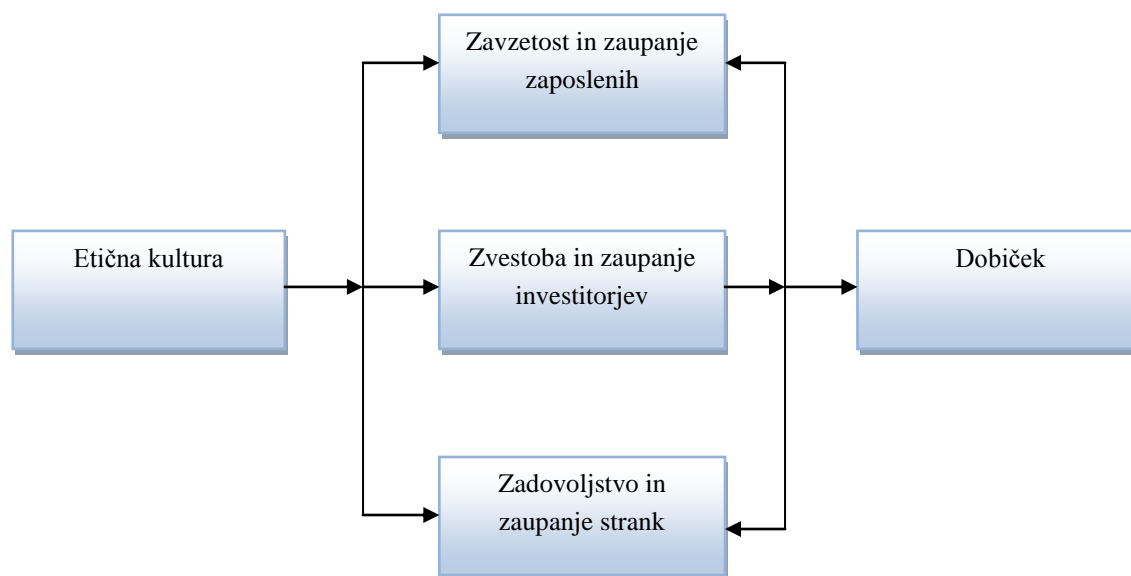 Zavzetost in zaupanje
zaposlenih
Etična kultura
Zvestoba in zaupanje
investitorjev
Dobiček
Zadovoljstvo in
zaupanje strank